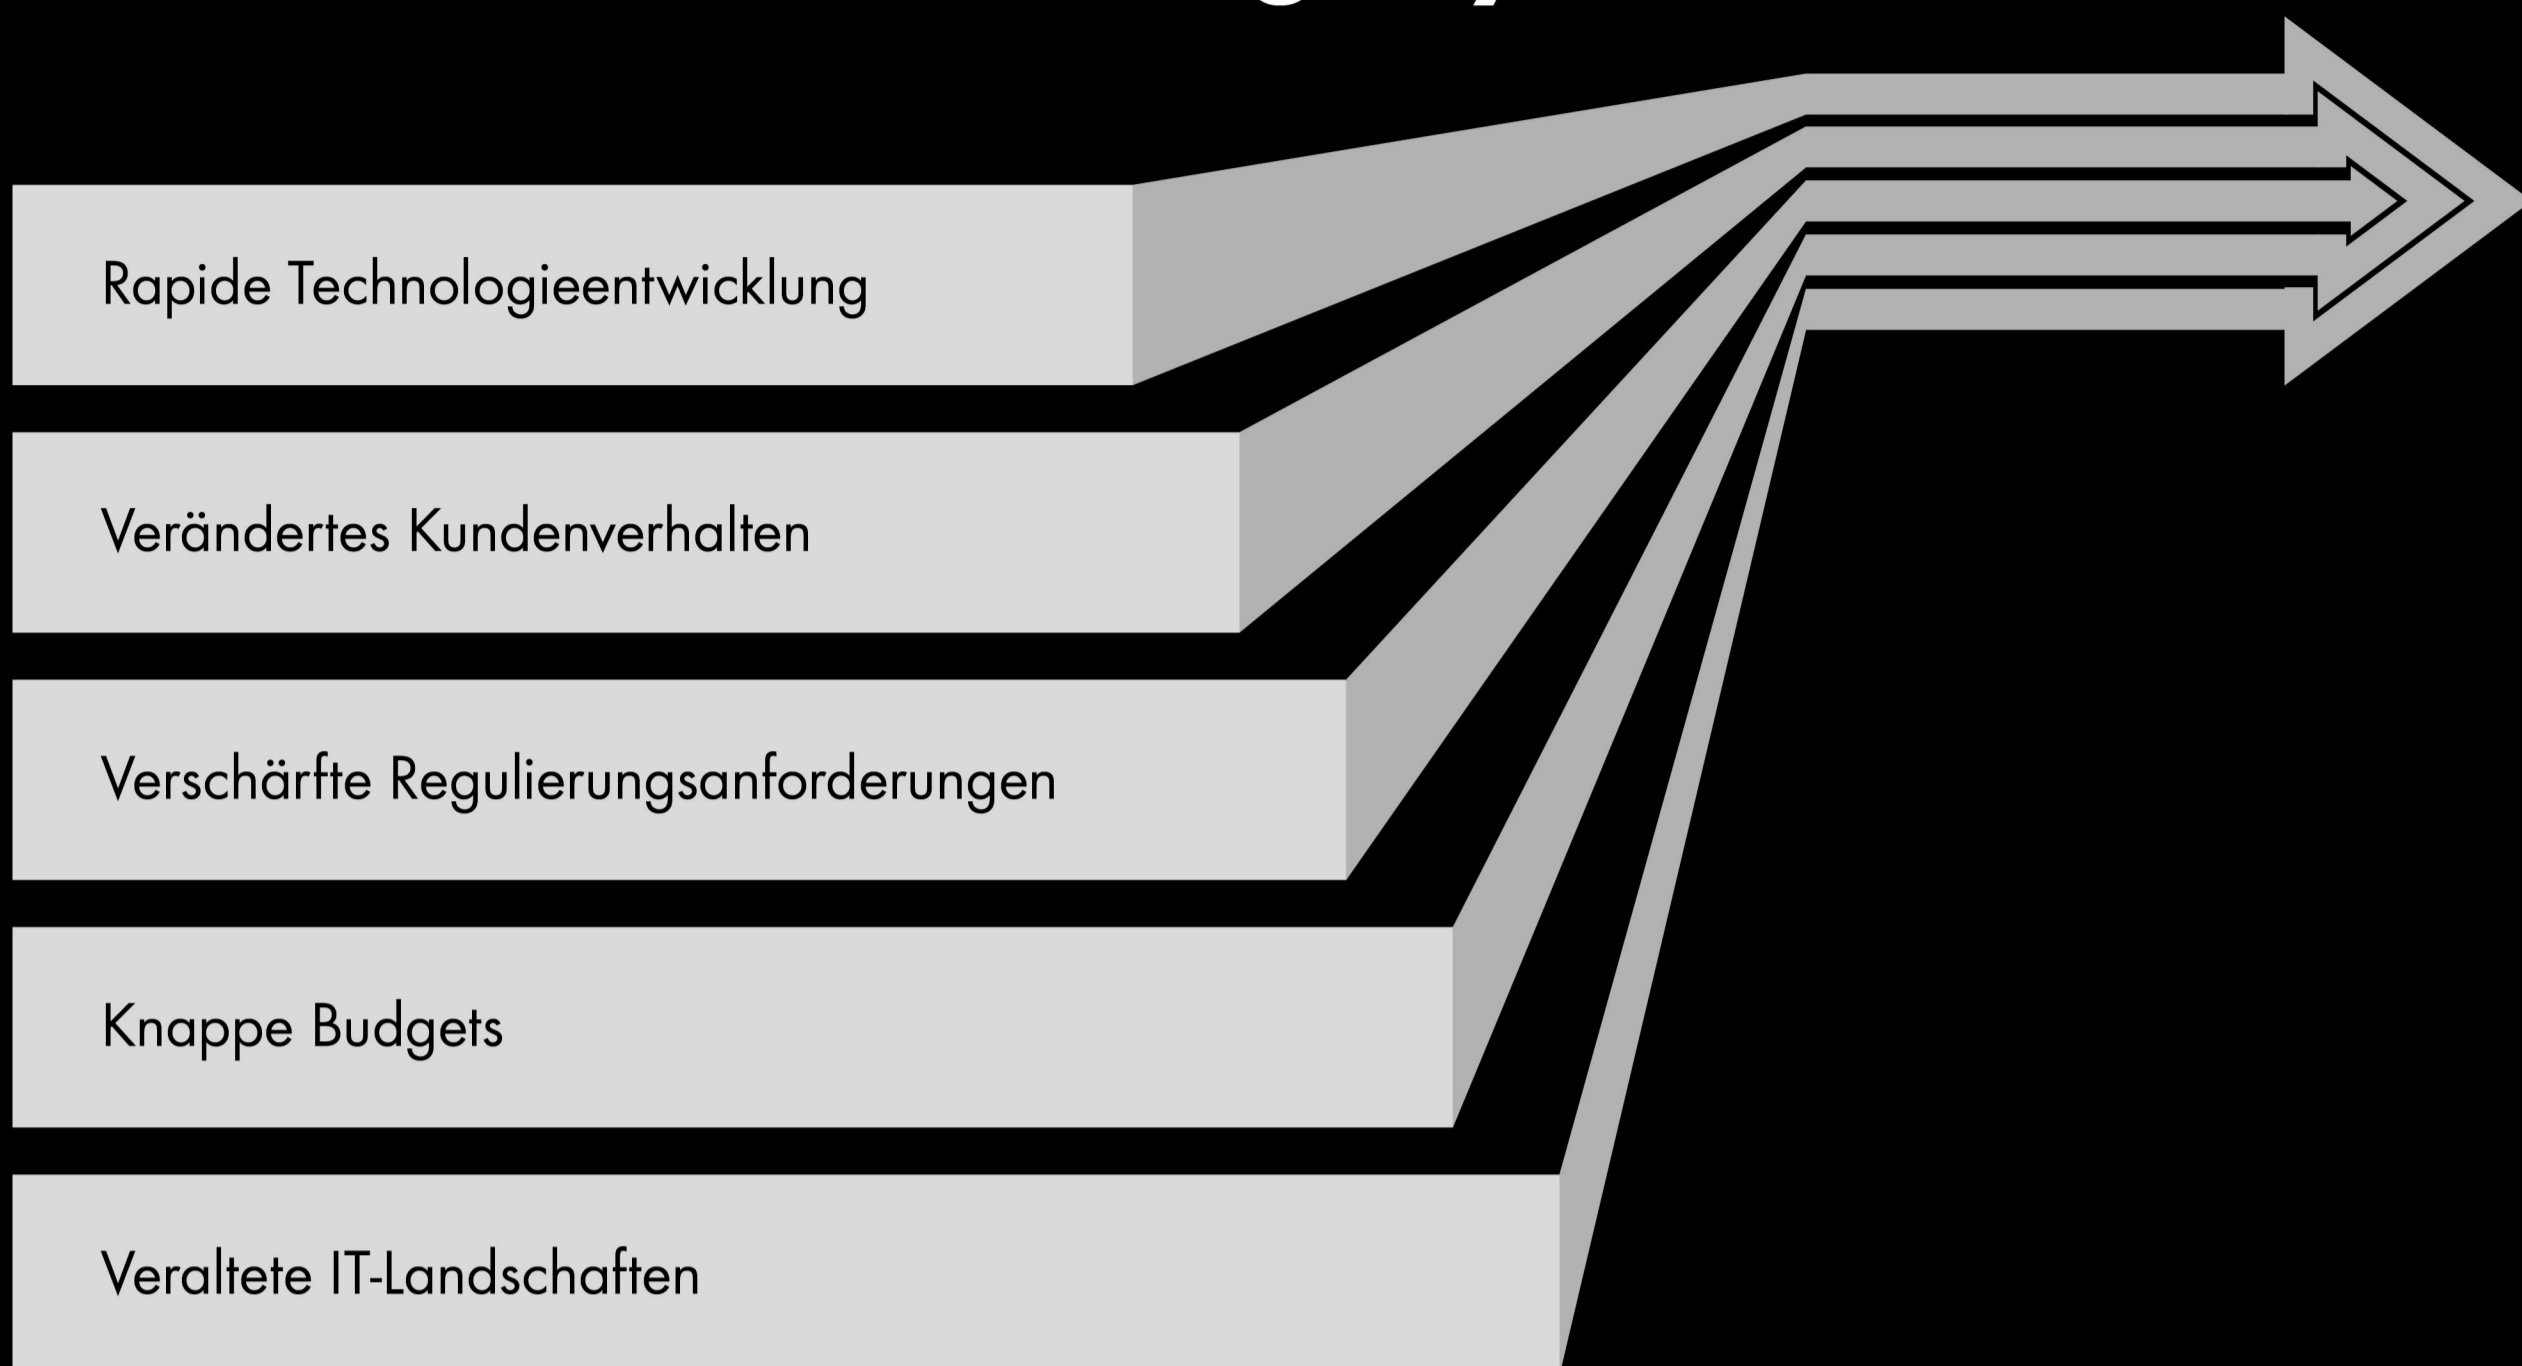 Rapide Technologieentwicklung
Verändertes Kundenverhalten
Verschärfte Regulierungsanforderungen
Knappe Budgets
Veraltete IT-Landschaften